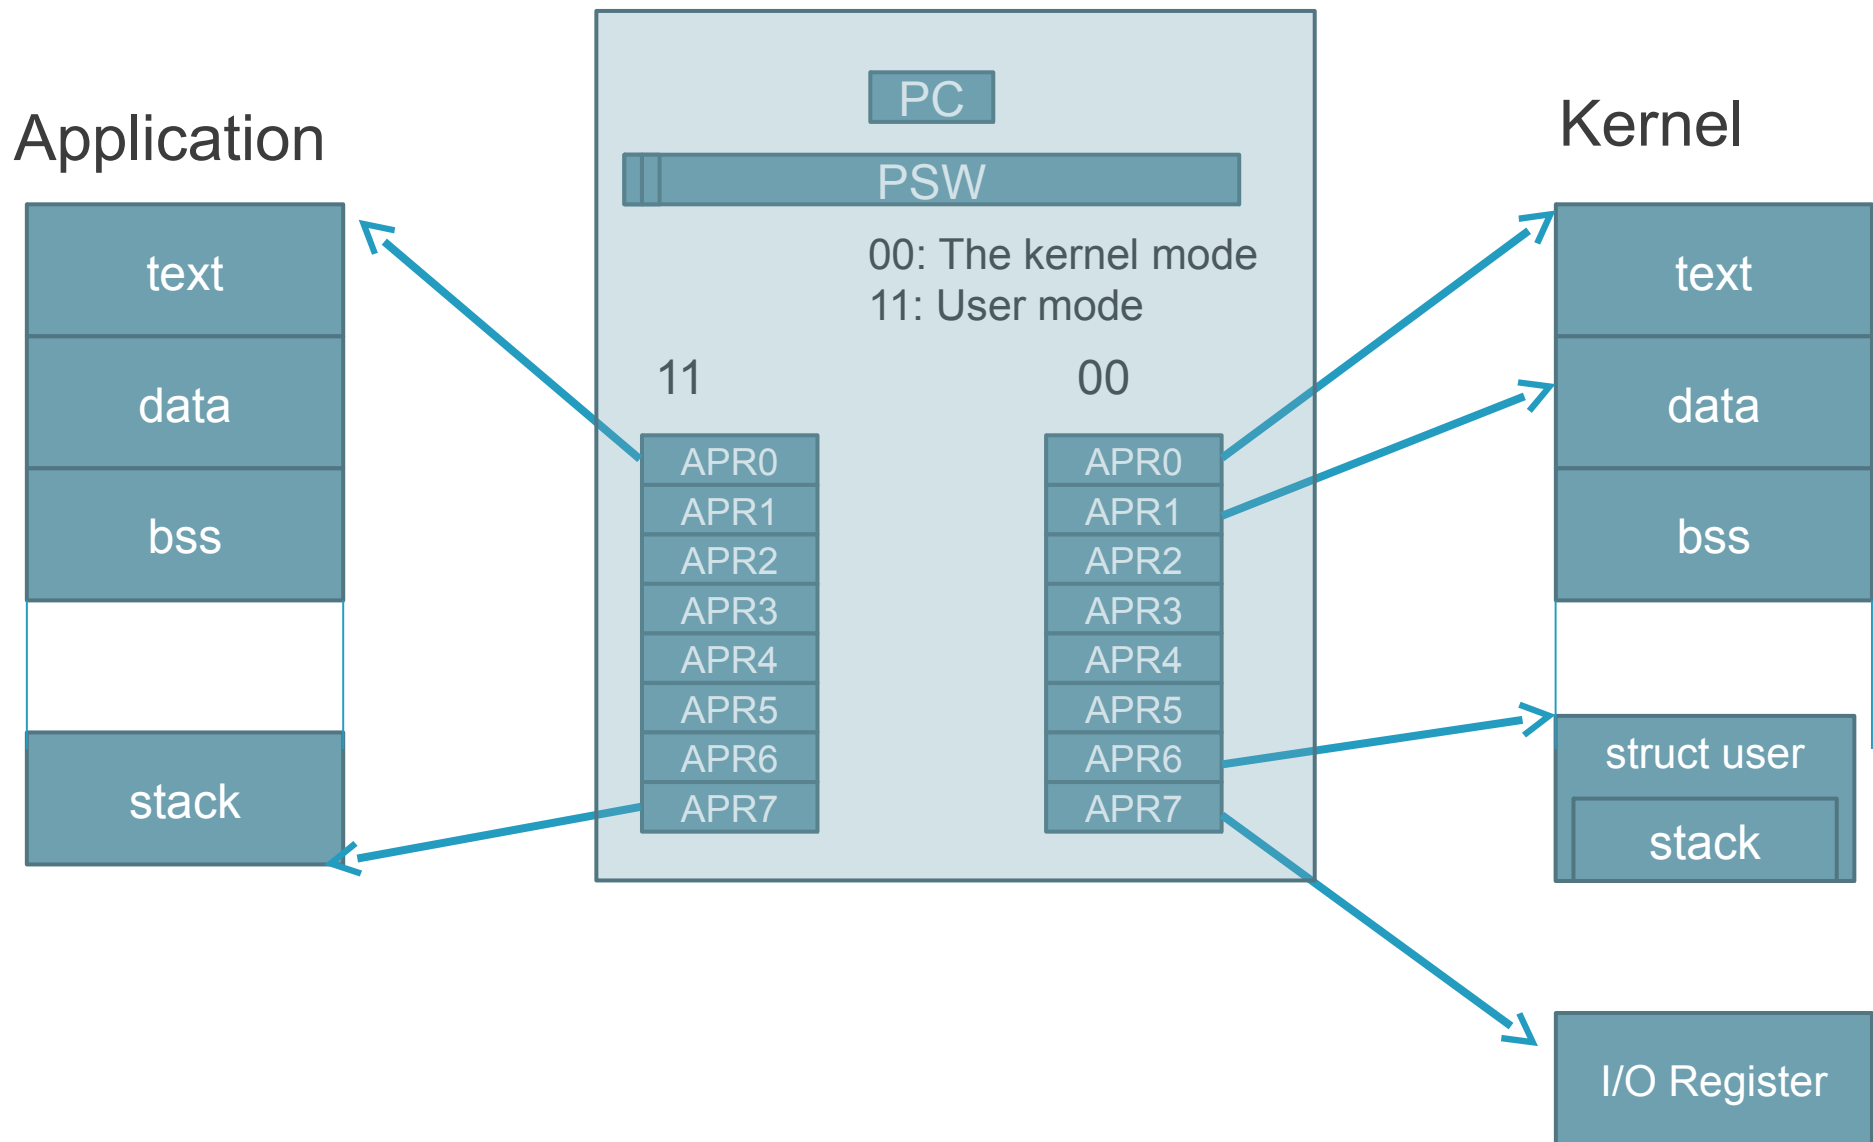 Application
text
data
bss
stack
PC
PSW
00: The kernel mode
11: User mode
11
00
APR0
APR1
APR2
APR3
APR4
APR5
APR6
APR7
APR0
APR1
APR2
APR3
APR4
APR5
APR6
APR7
Kernel
text
data
bss
struct user
stack
I/O Register